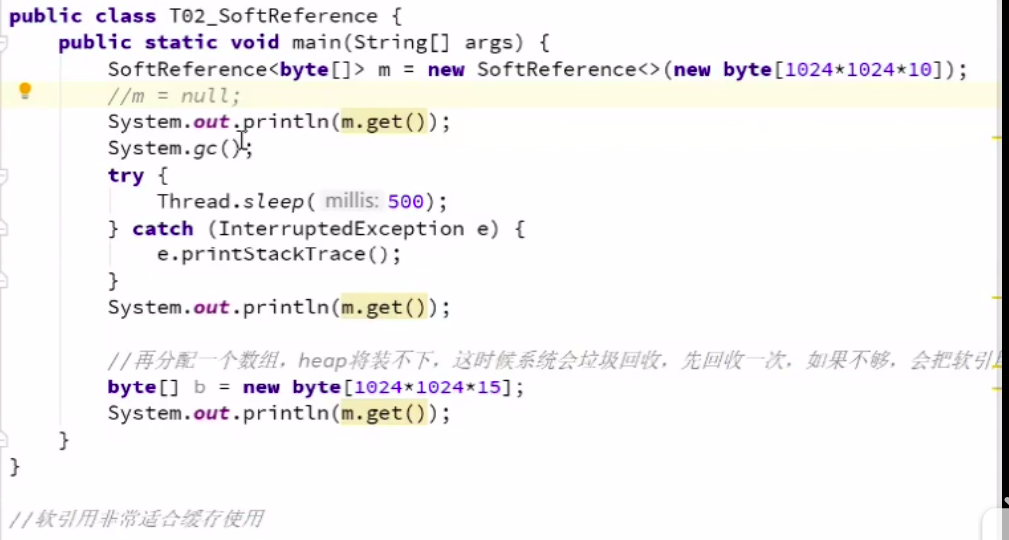 public class T02_SoftReference {
public static void main(String[] args) {
SoftReference<byte[]> m = new SoftReference<>(new byte[1024*1024*10]);
//m = null;
System.out.println(m.get());
System.gc();
try {
Thread.sleep( millis: 500);
} catch (InterruptedException e) {
e.printStackTrace();
}
System.out.println(m.get());
//再分配一个数组，heap将装不下，这时候系统会垃圾回收，先回收一次，如果不够，会把软引
byte[] b = new byte[1024*1024*15];
System.out.println(m.get());
}
}
//软引用非常适合缓存使用